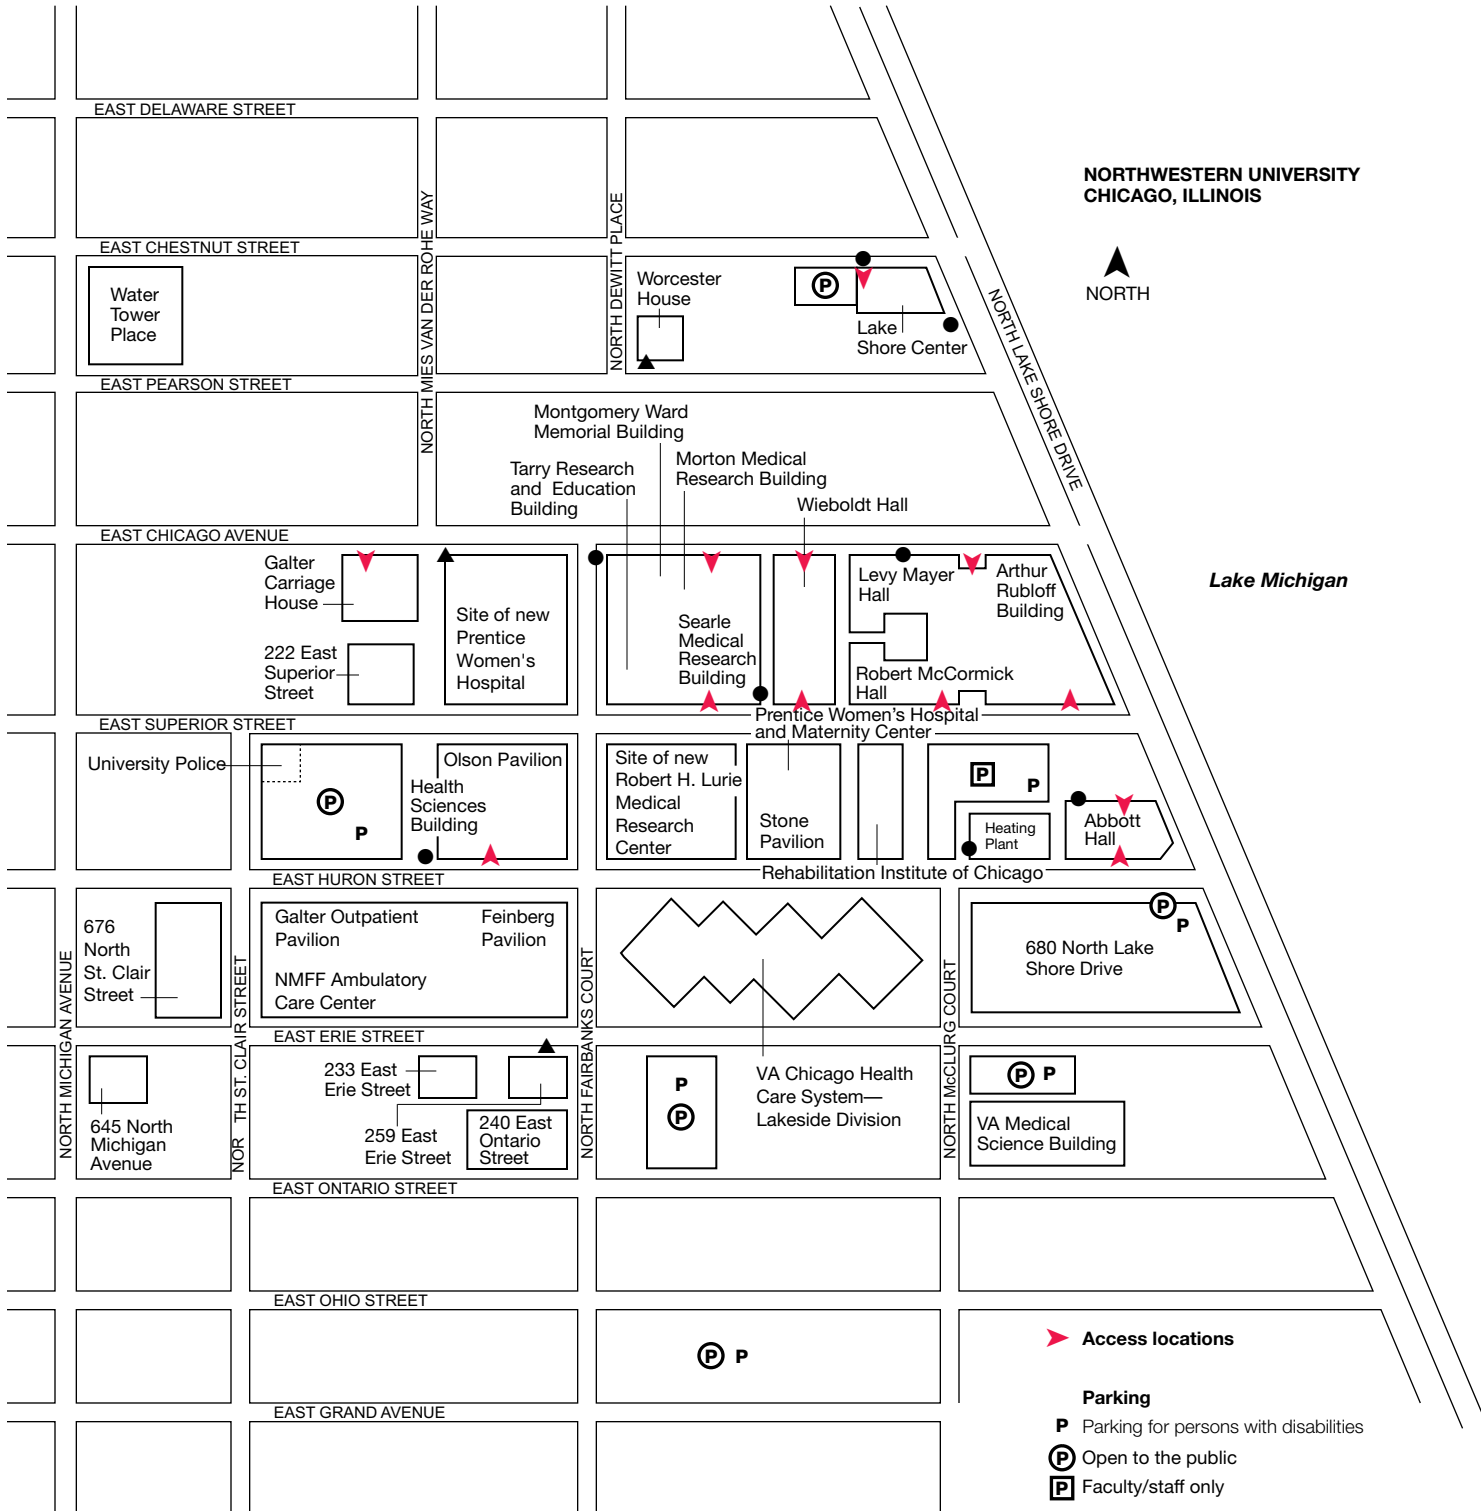 EAST DELAWARE STREET
NORTHWESTERN UNIVERSITY
CHICAGO, ILLINOIS
NORTH
NORTH MIES VAN DER ROHE WAY
NORTH DEWITT PLACE
EAST CHESTNUT STREET
Water
Tower
Place
Worcester
House
P
Lake
Shore Center
NORTH LAKE SHORE DRIVE
EAST PEARSON STREET
Montgomery Ward
Memorial Building
Tarry Research
and Education
Building
Morton Medical
Research Building
Wieboldt Hall
EAST CHICAGO AVENUE
Galter
Carriage
House
222 East
Superior
Street
Site of new
Prentice
Women's
Hospital
Searle
Medical
Research
Building
Levy Mayer
Hall
Arthur
Rubloff
Building
Robert McCormick
Hall
Lake Michigan
EAST SUPERIOR STREET
Prentice Women's Hospital
and Maternity Center
University Police
P
P
Olson Pavilion
Health
Sciences
Building
Site of new
Robert H. Lurie
Medical
Research
Center
Stone
Pavilion
P
P
Heating
Plant
Abbott
Hall
Rehabilitation Institute of Chicago
EAST HURON STREET
676
North
St. Clair
Street
Galter Outpatient
Pavilion
Feinberg
Pavilion
NMFF Ambulatory
Care Center
P
P
680 North Lake
Shore Drive
NORTH MICHIGAN AVENUE
NOR TH ST. CLAIR STREET
NORTH FAIRBANKS COURT
NORTH McCLURG COURT
EAST ERIE STREET
645 North
Michigan
Avenue
233 East
Erie Street
259 East
Erie Street
240 East
Ontario
Street
P
P
VA Chicago Health
Care System—
Lakeside Division
P P
VA Medical
Science Building
EAST ONTARIO STREET
EAST OHIO STREET
P P
EAST GRAND AVENUE
Access locations
Parking
P Parking for persons with disabilities
P Open to the public
P Faculty/staff only